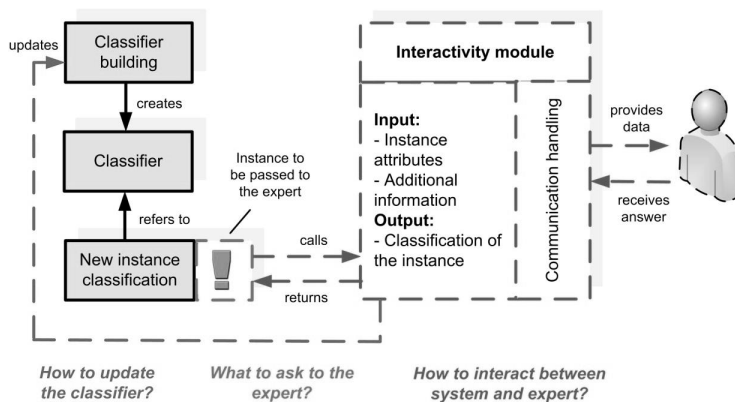 updates
Classifier
building
creates
Classifier
refers to
New instance
classification
Instance to
be passed to
the expert
!
calls
returns
Interactivity module
Input:
- Instance
attributes
- Additional
information
Output:
- Classification of
the instance
Communication handling
provides
data
receives
answer
How to update
the classifier?
What to ask to the
expert?
How to interact between
system and expert?